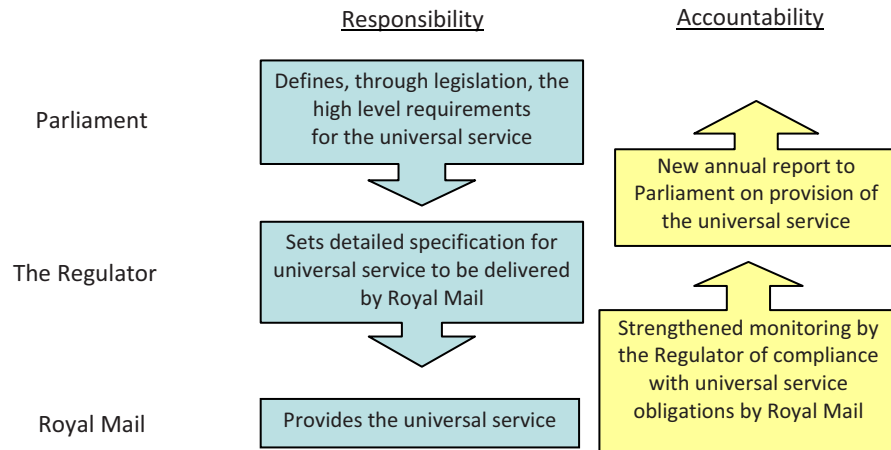 Responsibility
Accountability
Parliament
Defines, through legislation, the
high level requirements
for the universal service
New annual report to
Parliament on provision of
the universal service
The Regulator
Sets detailed specification for
universal service to be delivered
by Royal Mail
Strengthened monitoring by
the Regulator of compliance
with universal service
obligations by Royal Mail
Royal Mail
Provides the universal service